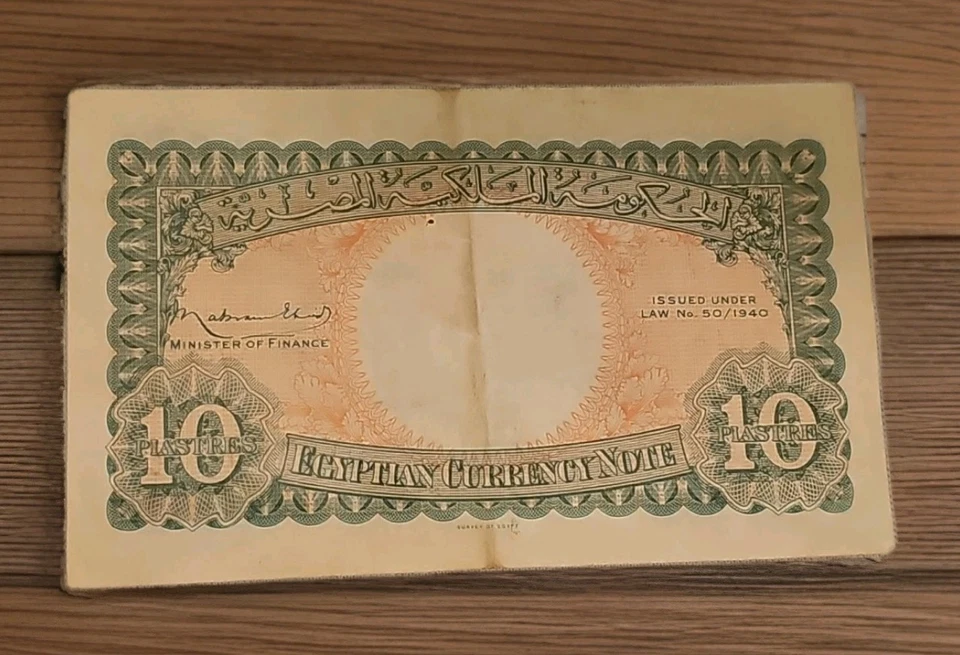 الحكومة الملكية المصرية
ISSUED UNDER
LAW No. 50/1940
MINISTER OF FINANCE
10
PIASTRES
10
PIASTRES
EGYPTIAN CURRENCY NOTE
SURVEY OF EGYPT